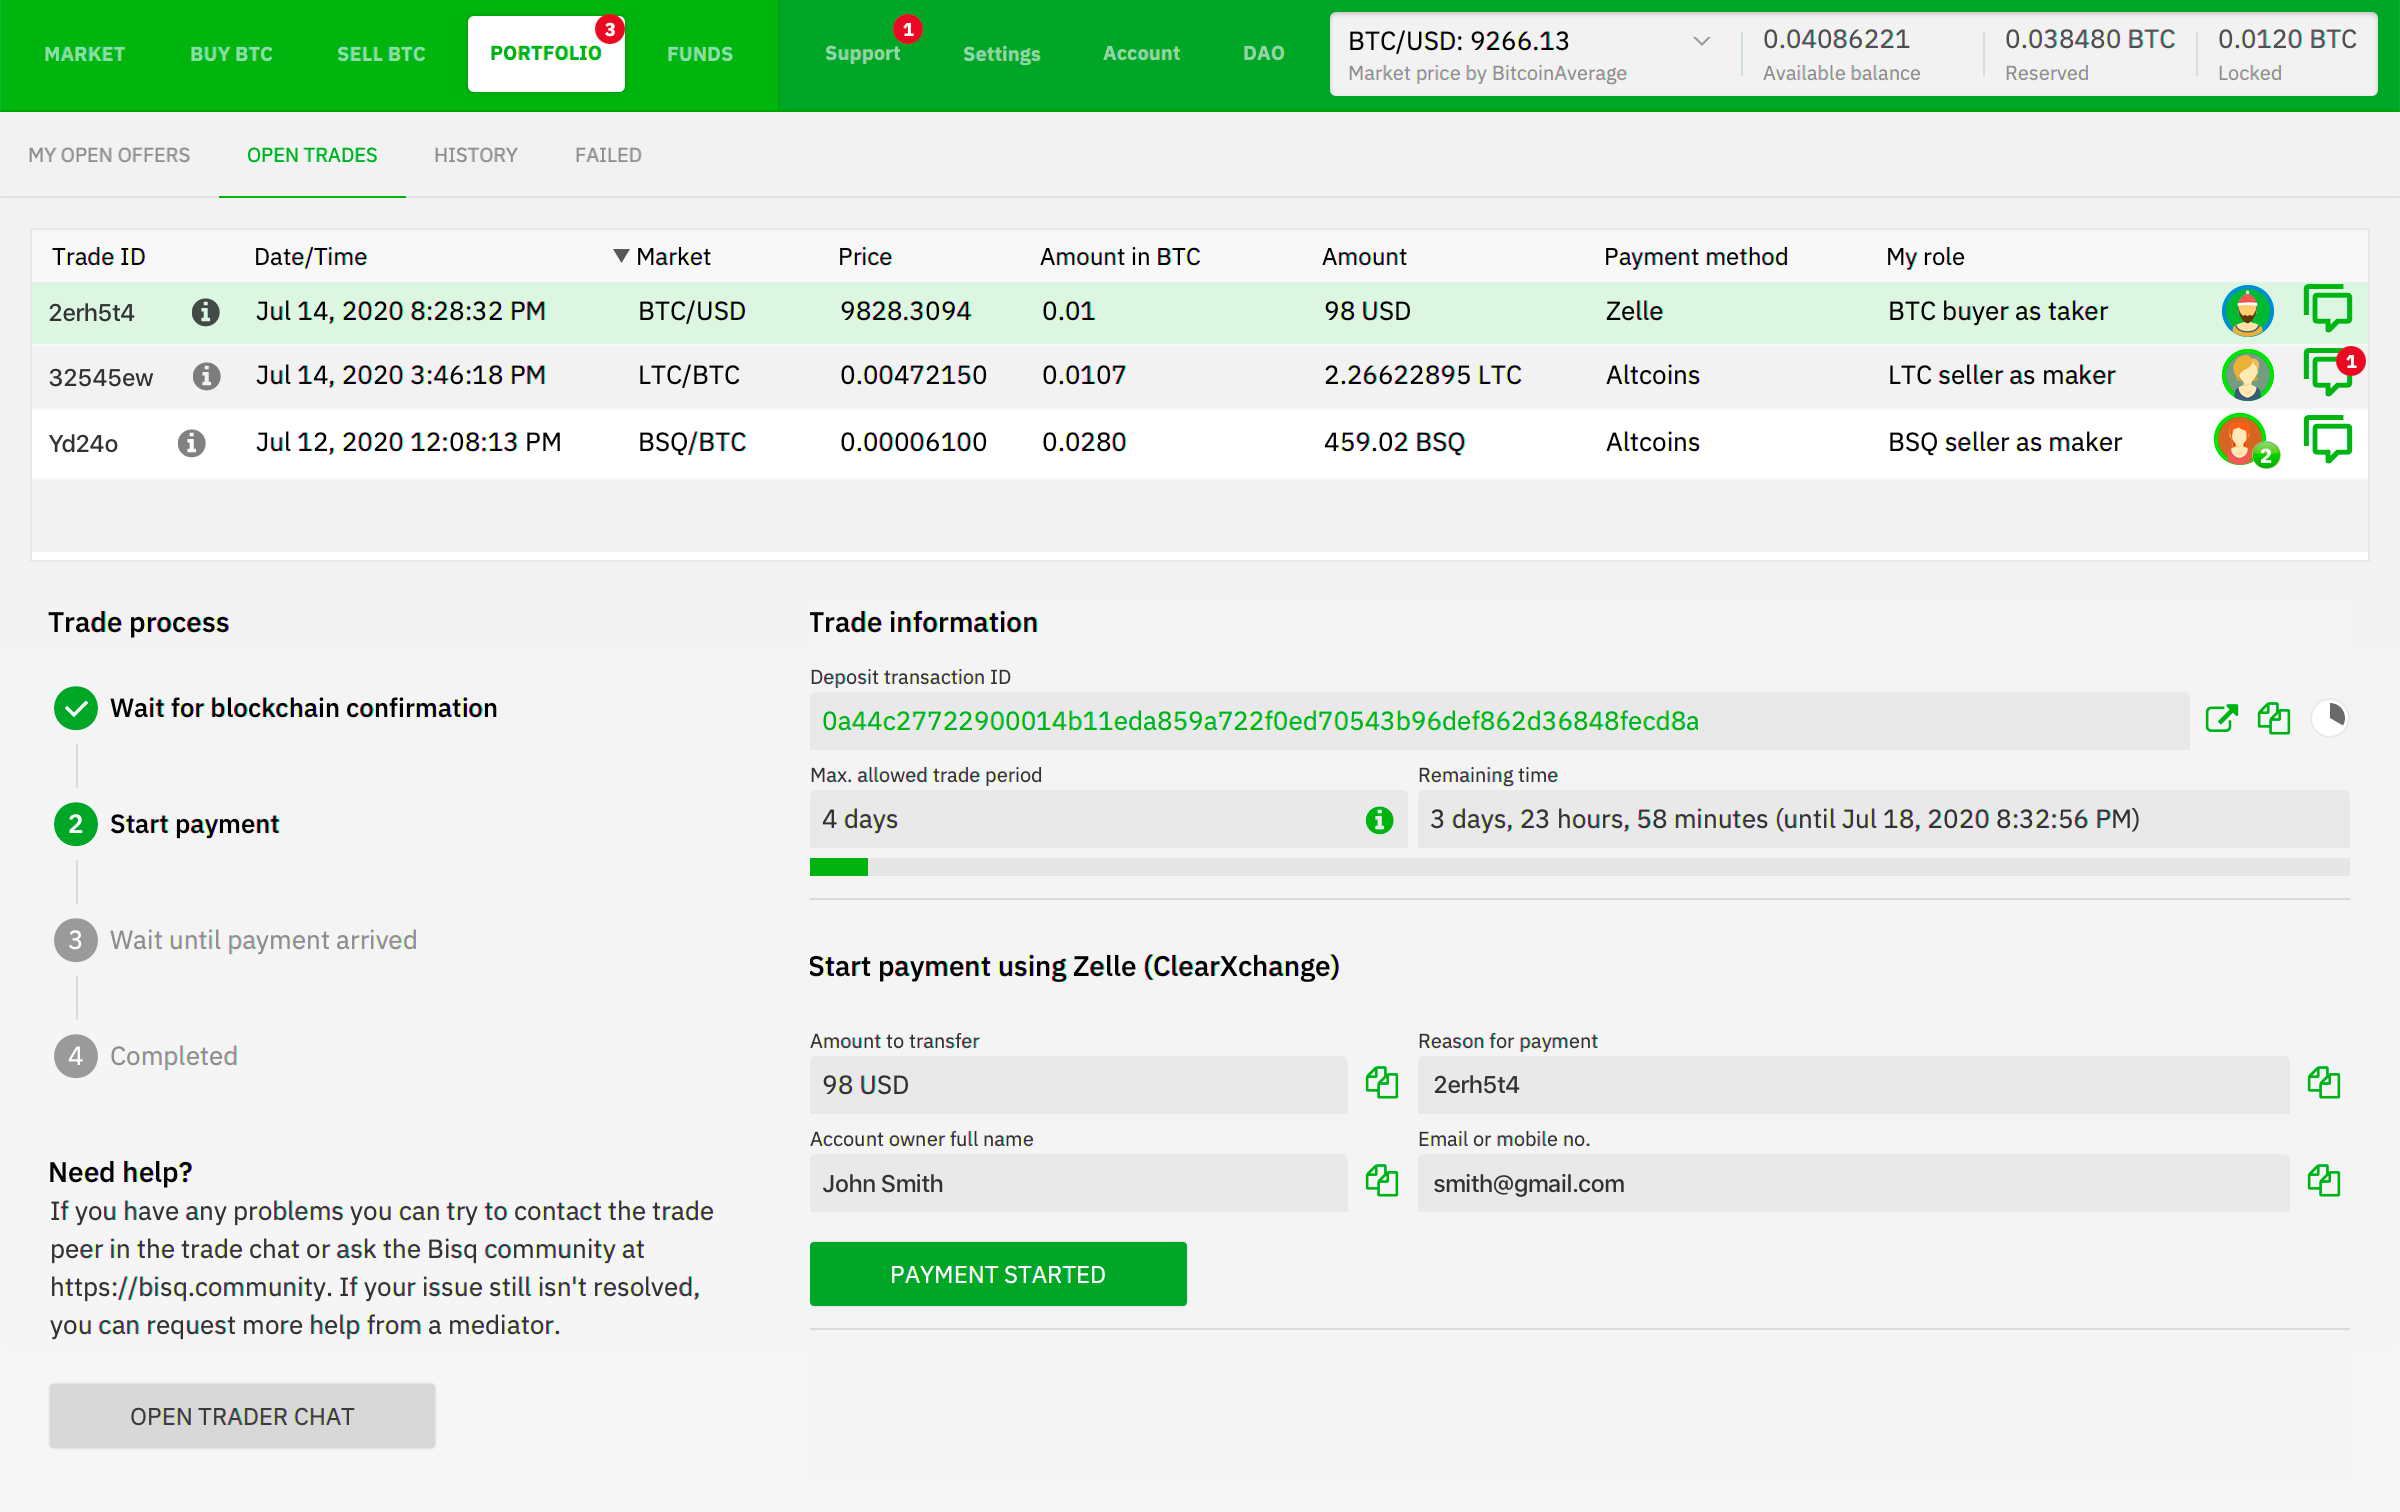 MARKET BUY BTC SELL BTC PORTFOLIO 3 FUNDS Support 1 Settings Account DAO
BTC/USD: 9266.13 0.04086221 0.038480 BTC 0.0120 BTC
Market price by BitcoinAverage Available balance Reserved Locked
MY OPEN OFFERS OPEN TRADES HISTORY FAILED
Trade ID Date/Time Market Price Amount in BTC Amount Payment method My role
2erh5t4 Jul 14, 2020 8:28:32 PM BTC/USD 9828.3094 0.01 98 USD Zelle BTC buyer as taker
32545ew Jul 14, 2020 3:46:18 PM LTC/BTC 0.00472150 0.0107 2.26622895 LTC Altcoins LTC seller as maker 1
Yd24o Jul 12, 2020 12:08:13 PM BSQ/BTC 0.00006100 0.0280 459.02 BSQ Altcoins BSQ seller as maker 2
Trade process
Wait for blockchain confirmation
2 Start payment
3 Wait until payment arrived
4 Completed
Need help?
If you have any problems you can try to contact the trade
peer in the trade chat or ask the Bisq community at
https://bisq.community. If your issue still isn't resolved,
you can request more help from a mediator.
OPEN TRADER CHAT
Trade information
Deposit transaction ID
0a44c27722900014b11eda859a722f0ed70543b96def862d36848fecd8a
Max. allowed trade period Remaining time
4 days 3 days, 23 hours, 58 minutes (until Jul 18, 2020 8:32:56 PM)
Start payment using Zelle (ClearXchange)
Amount to transfer Reason for payment
98 USD 2erh5t4
Account owner full name Email or mobile no.
John Smith smith@gmail.com
PAYMENT STARTED